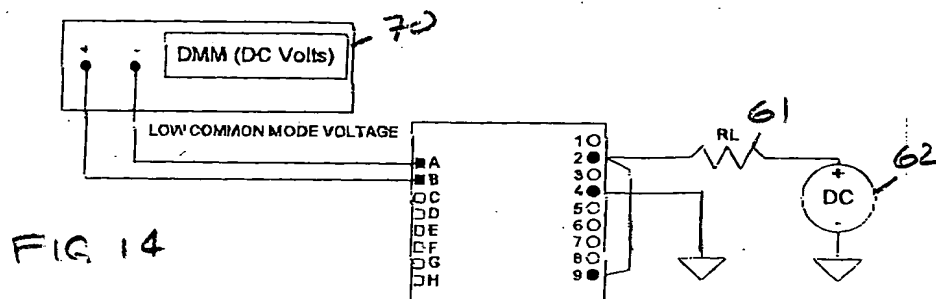 70
+ -
DMM (DC Volts)
LOW COMMON MODE VOLTAGE
A
B
C
D
E
F
G
H
1
2
3
4
5
6
7
8
9
RL
61
+
DC
-
62
FIG 14